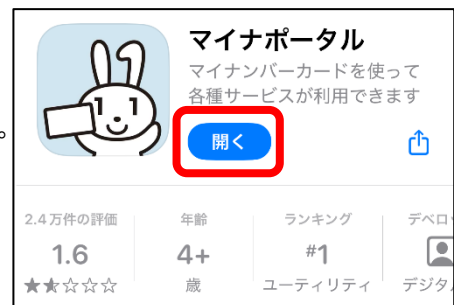 マイナポータル
マイナンバーカードを使って
各種サービスが利用できます
。
開く
2.4万件の評価
年齢
ランキング
デベロッ
1.6
4+
#1
★★☆☆☆
歳
ユーティリティ
デジタ